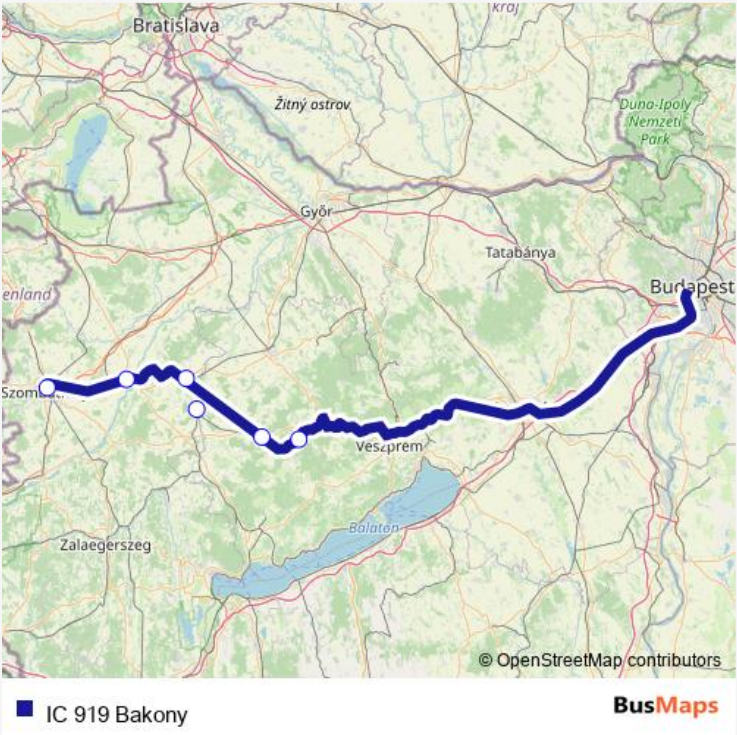 kraj
Bratislava
Žitný ostrov
Duna-Ipoly
Nemzeti
Park
Győr
Tatabánya
Budapest
enland
Veszprém
Balaton
Zalaegerszeg
© OpenStreetMap contributors
IC 919 Bakony
BusMaps